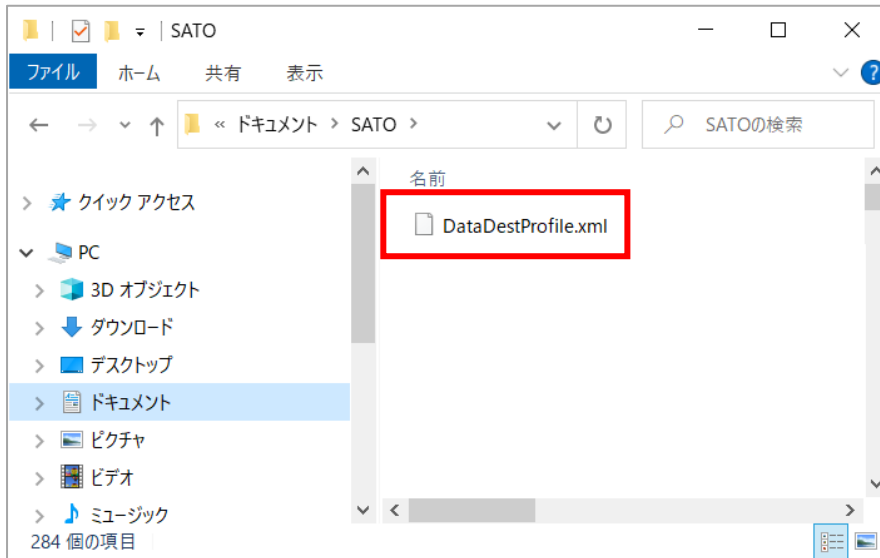 SATO
ファイル ホーム 共有 表示 ?
« ドキュメント > SATO > SATOの検索
名前
DataDestProfile.xml
クイック アクセス
PC
3D オブジェクト
ダウンロード
デスクトップ
ドキュメント
ピクチャ
ビデオ
ミュージック
284 個の項目